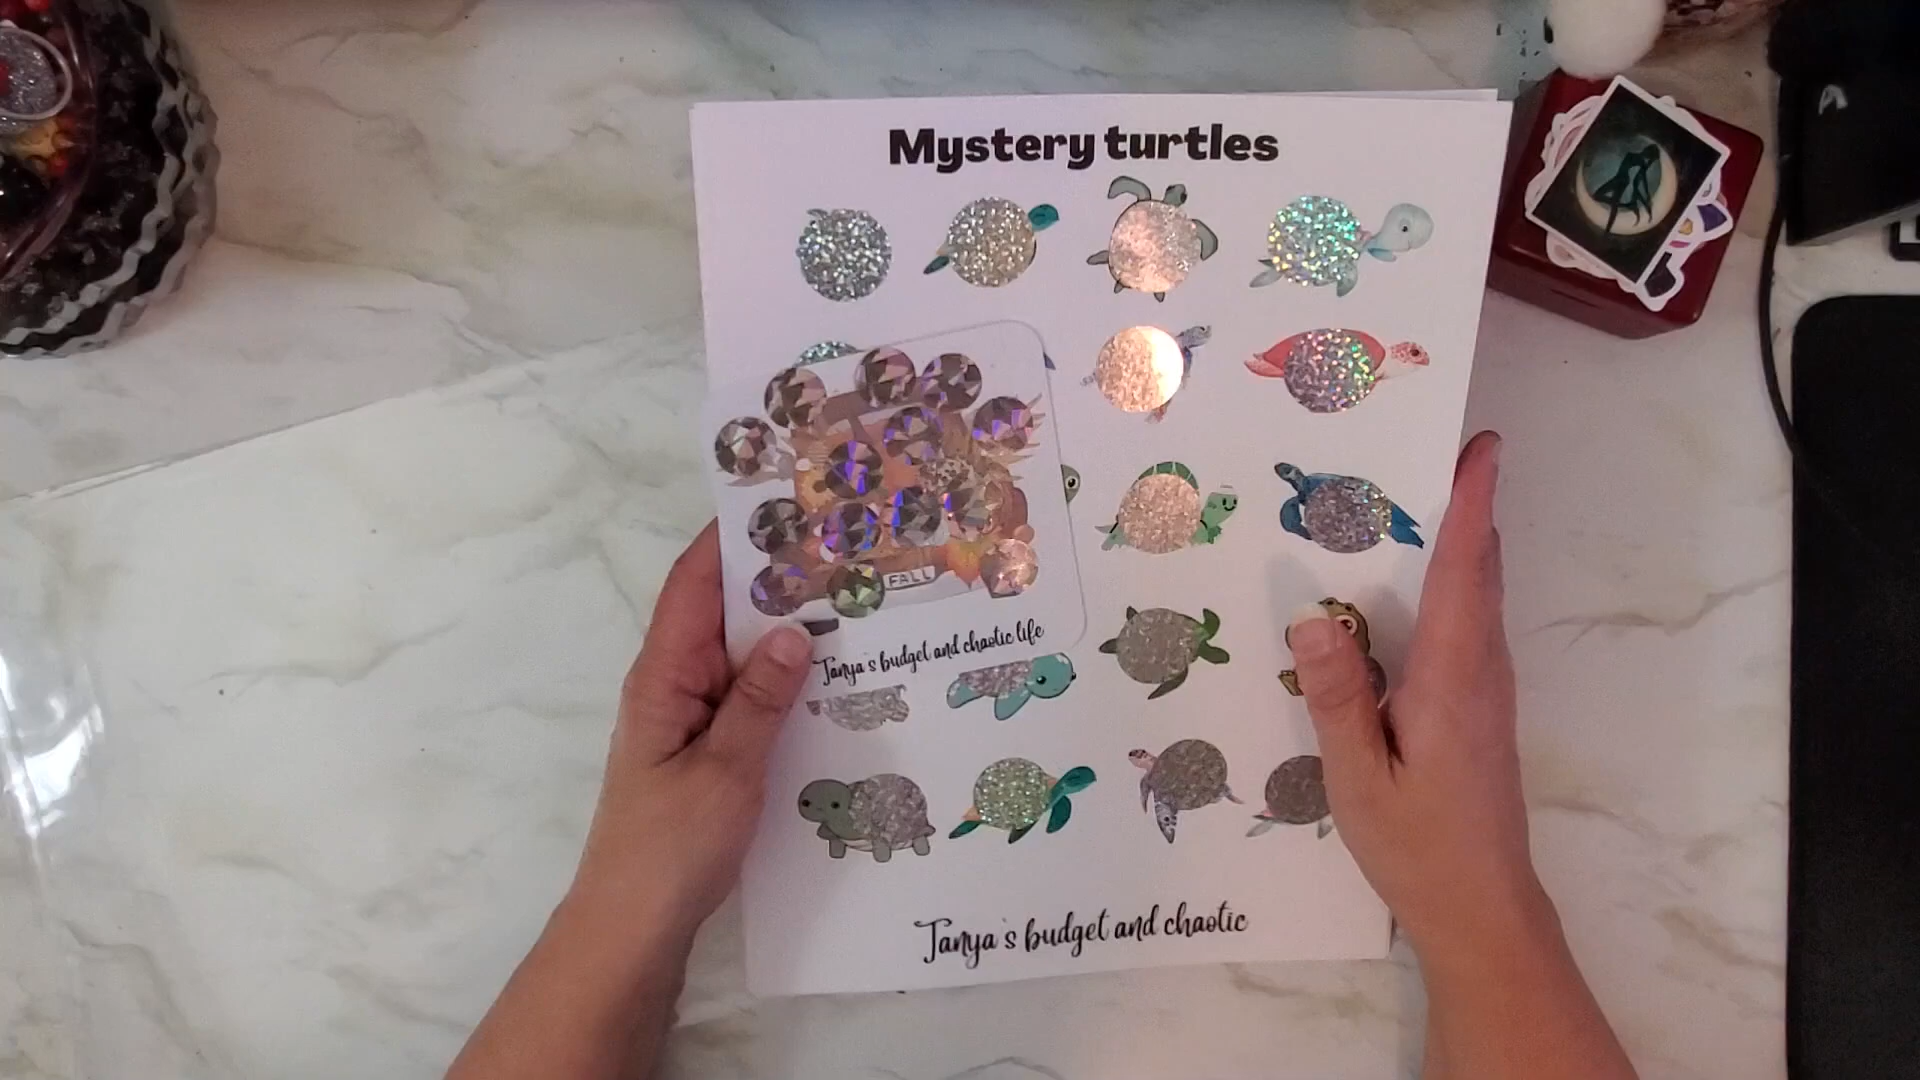 Mystery turtles
FALL
Tanya's budget and chaotic life
Tanya's budget and chaotic